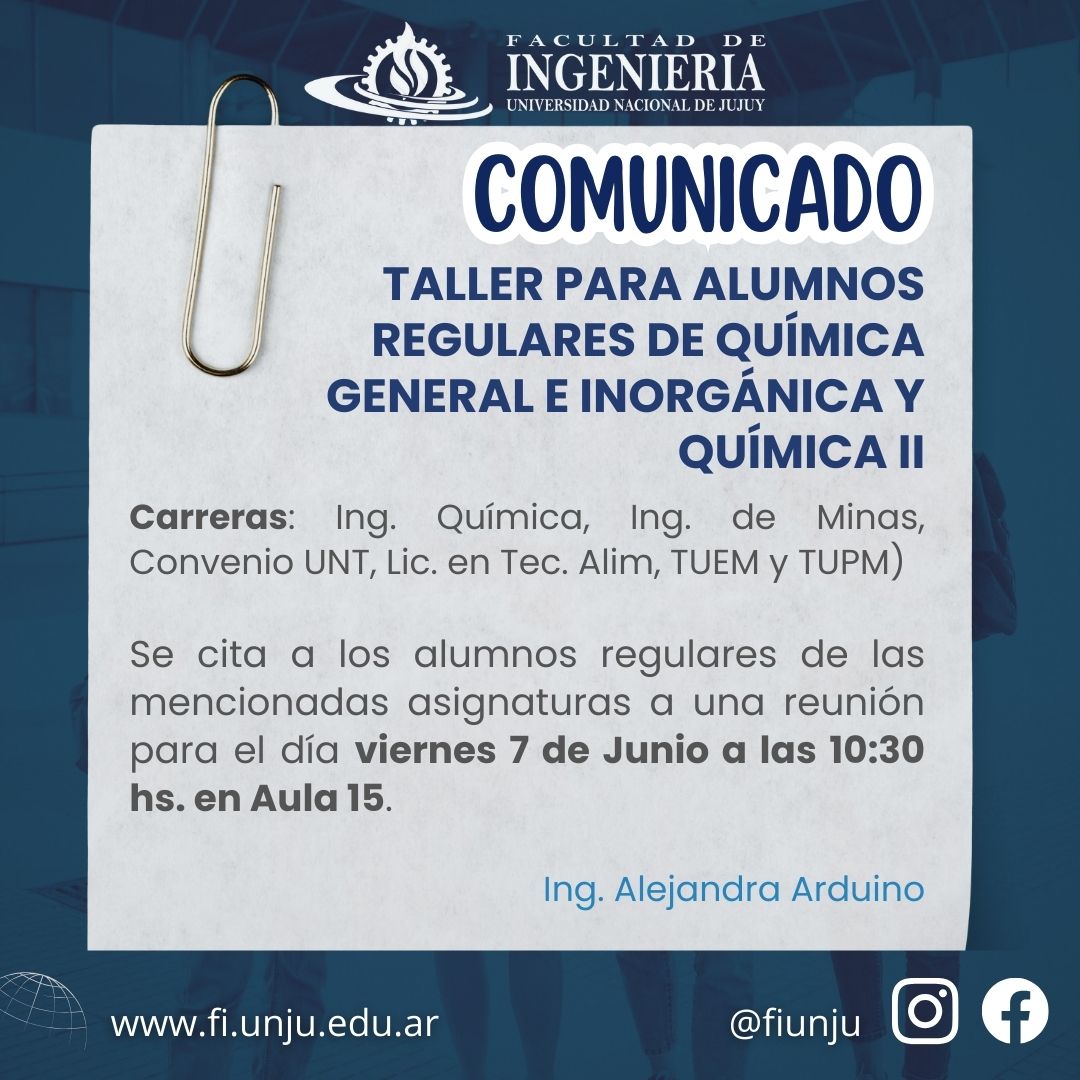 FACULTAD DE
INGENIERIA
UNIVERSIDAD NACIONAL DE JUJUY
COMUNICADO
TALLER PARA ALUMNOS
REGULARES DE QUÍMICA
GENERAL E INORGÁNICA Y
QUÍMICA II
Carreras: Ing. Química, Ing. de Minas,
Convenio UNT, Lic. en Tec. Alim, TUEM y TUPM)
Se cita a los alumnos regulares de las
mencionadas asignaturas a una reunión
para el día viernes 7 de Junio a las 10:30
hs. en Aula 15.
Ing. Alejandra Arduino
www.fi.unju.edu.ar
@fiunju